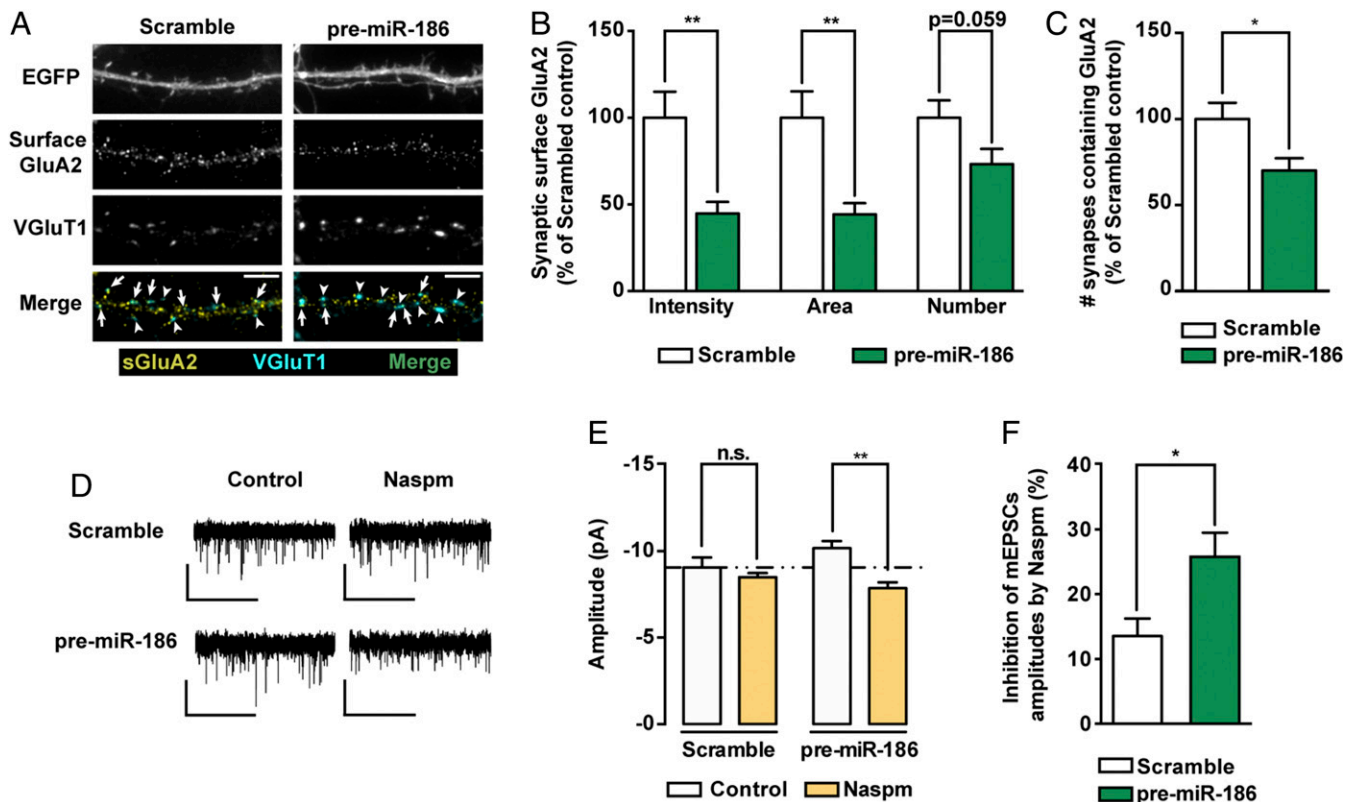 A
Scramble
pre-miR-186
EGFP
Surface
GluA2
VGluT1
Merge
sGluA2 VGluT1 Merge
B
Synaptic surface GluA2
(% of Scrambled control)
150
100
50
0
**
**
p=0.059
Intensity
Area
Number
Scramble
pre-miR-186
C
# synapses containing GluA2
(% of Scrambled control)
150
100
50
0
*
Scramble
pre-miR-186
D
Control
Naspm
Scramble
pre-miR-186
E
Amplitude (pA)
-15
-10
-5
-0
n.s.
**
Scramble
pre-miR-186
Control
Naspm
F
Inhibition of mEPSCs
amplitudes by Naspm (%)
40
30
20
10
0
*
Scramble
pre-miR-186